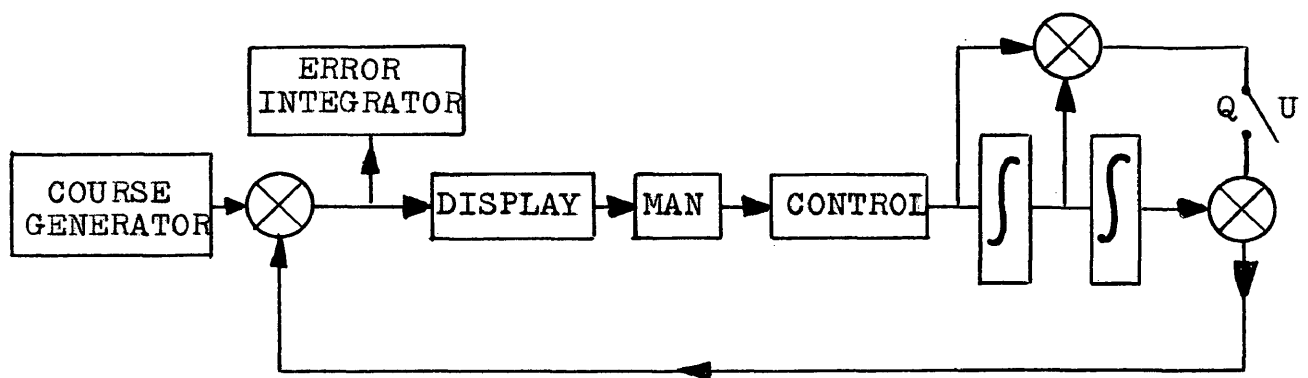 ERROR
INTEGRATOR
COURSE
GENERATOR
DISPLAY
MAN
CONTROL
∫
∫
Q U